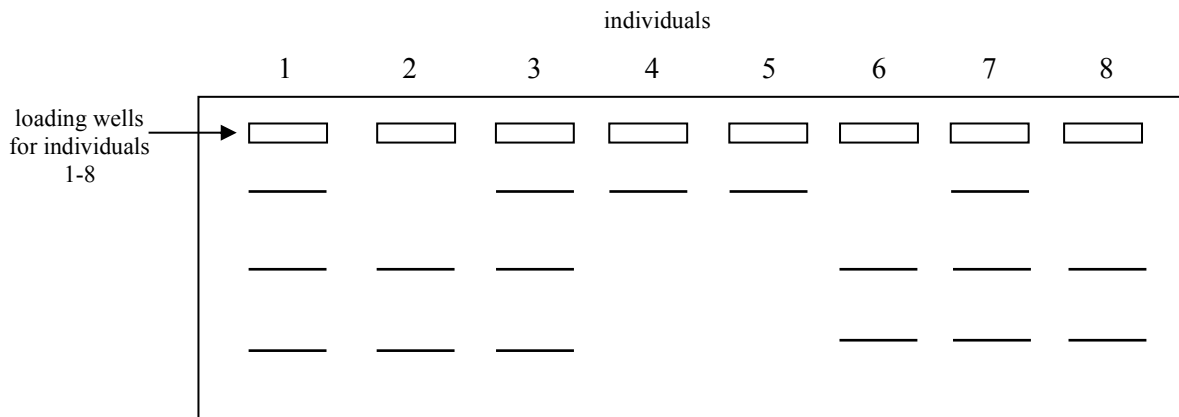 individuals
1 2 3 4 5 6 7 8
loading wells
for individuals
1-8